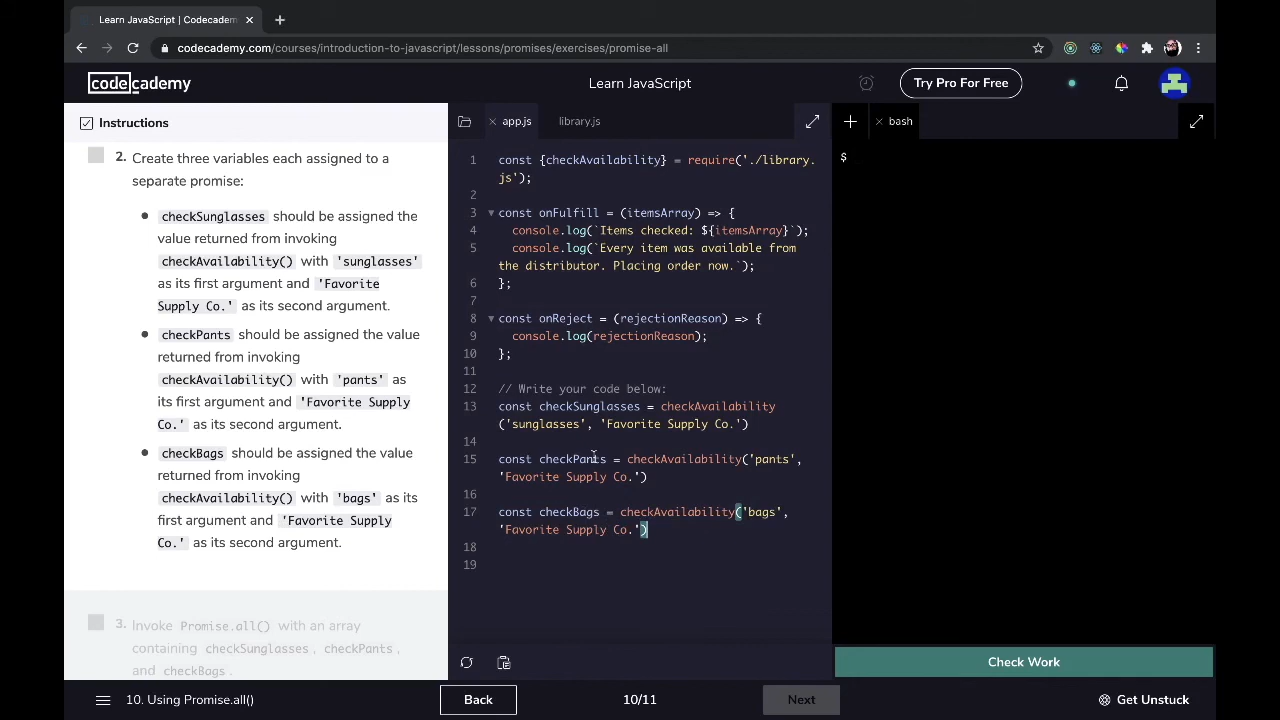 Learn JavaScript | Codecadem
codecademy.com/courses/introduction-to-javascript/lessons/promises/exercises/promise-all
codecademy
Learn JavaScript
Try Pro For Free
Instructions
2. Create three variables each assigned to a
separate promise:
checkSunglasses should be assigned the
value returned from invoking
checkAvailability() with 'sunglasses'
as its first argument and 'Favorite
Supply Co.' as its second argument.
checkPants should be assigned the value
returned from invoking
checkAvailability() with 'pants' as
its first argument and 'Favorite Supply
Co.' as its second argument.
checkBags should be assigned the value
returned from invoking
checkAvailability() with 'bags' as its
first argument and 'Favorite Supply
Co.' as its second argument.
3. Invoke Promise.all() with an array
containing checkSunglasses, checkPants,
and checkBags.
app.js
library.js
1 const {checkAvailability} = require('./library.
js');
2
3 const onFulfill = (itemsArray) => {
4 console.log(`Items checked: ${itemsArray}`);
5 console.log(`Every item was available from
the distributor. Placing order now.`);
6 };
7
8 const onReject = (rejectionReason) => {
9 console.log(rejectionReason);
10 };
11
12 // Write your code below:
13 const checkSunglasses = checkAvailability
('sunglasses', 'Favorite Supply Co.')
14
15 const checkPants = checkAvailability('pants',
'Favorite Supply Co.')
16
17 const checkBags = checkAvailability('bags',
'Favorite Supply Co.')
18
19
bash
$
Check Work
10. Using Promise.all()
Back
10/11
Next
Get Unstuck